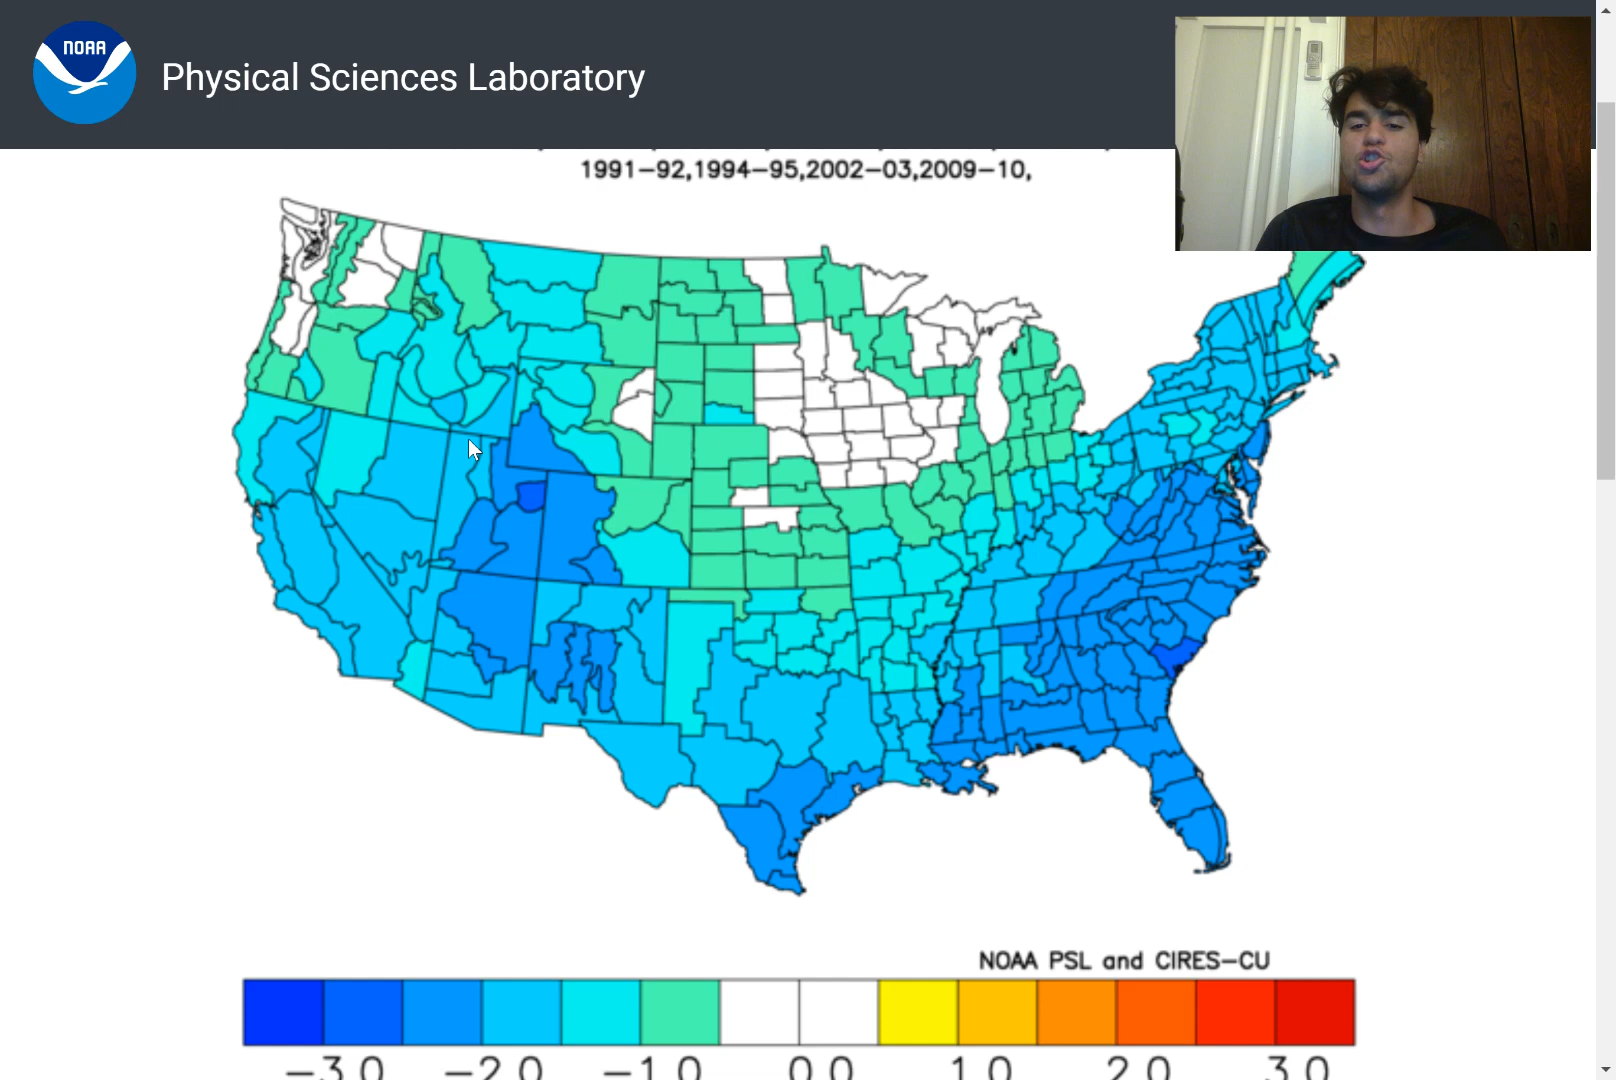 NOAA
Physical Sciences Laboratory
1991-92,1994-95,2002-03,2009-10,
NOAA PSL and CIRES-CU
-3.0 -2.0 -1.0 0.0 1.0 2.0 3.0